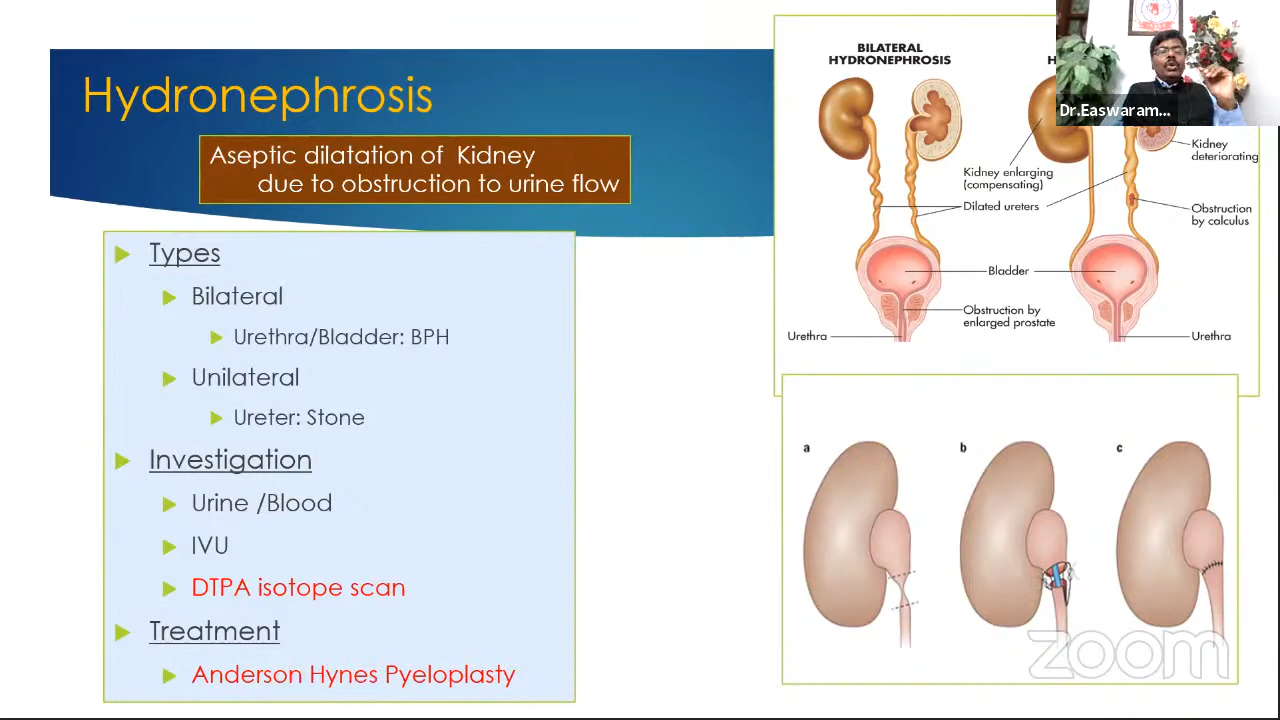 Hydronephrosis
Aseptic dilatation of Kidney
due to obstruction to urine flow
Types
Bilateral
Urethra/Bladder: BPH
Unilateral
Ureter: Stone
Investigation
Urine /Blood
IVU
DTPA isotope scan
Treatment
Anderson Hynes Pyeloplasty
BILATERAL
HYDRONEPHROSIS
H
Dr.Easwaram...
Kidney
deteriorating
Kidney enlarging
(compensating)
Dilated ureters
Obstruction
by calculus
Bladder
Obstruction by
enlarged prostate
Urethra
Urethra
a
b
c
zoom